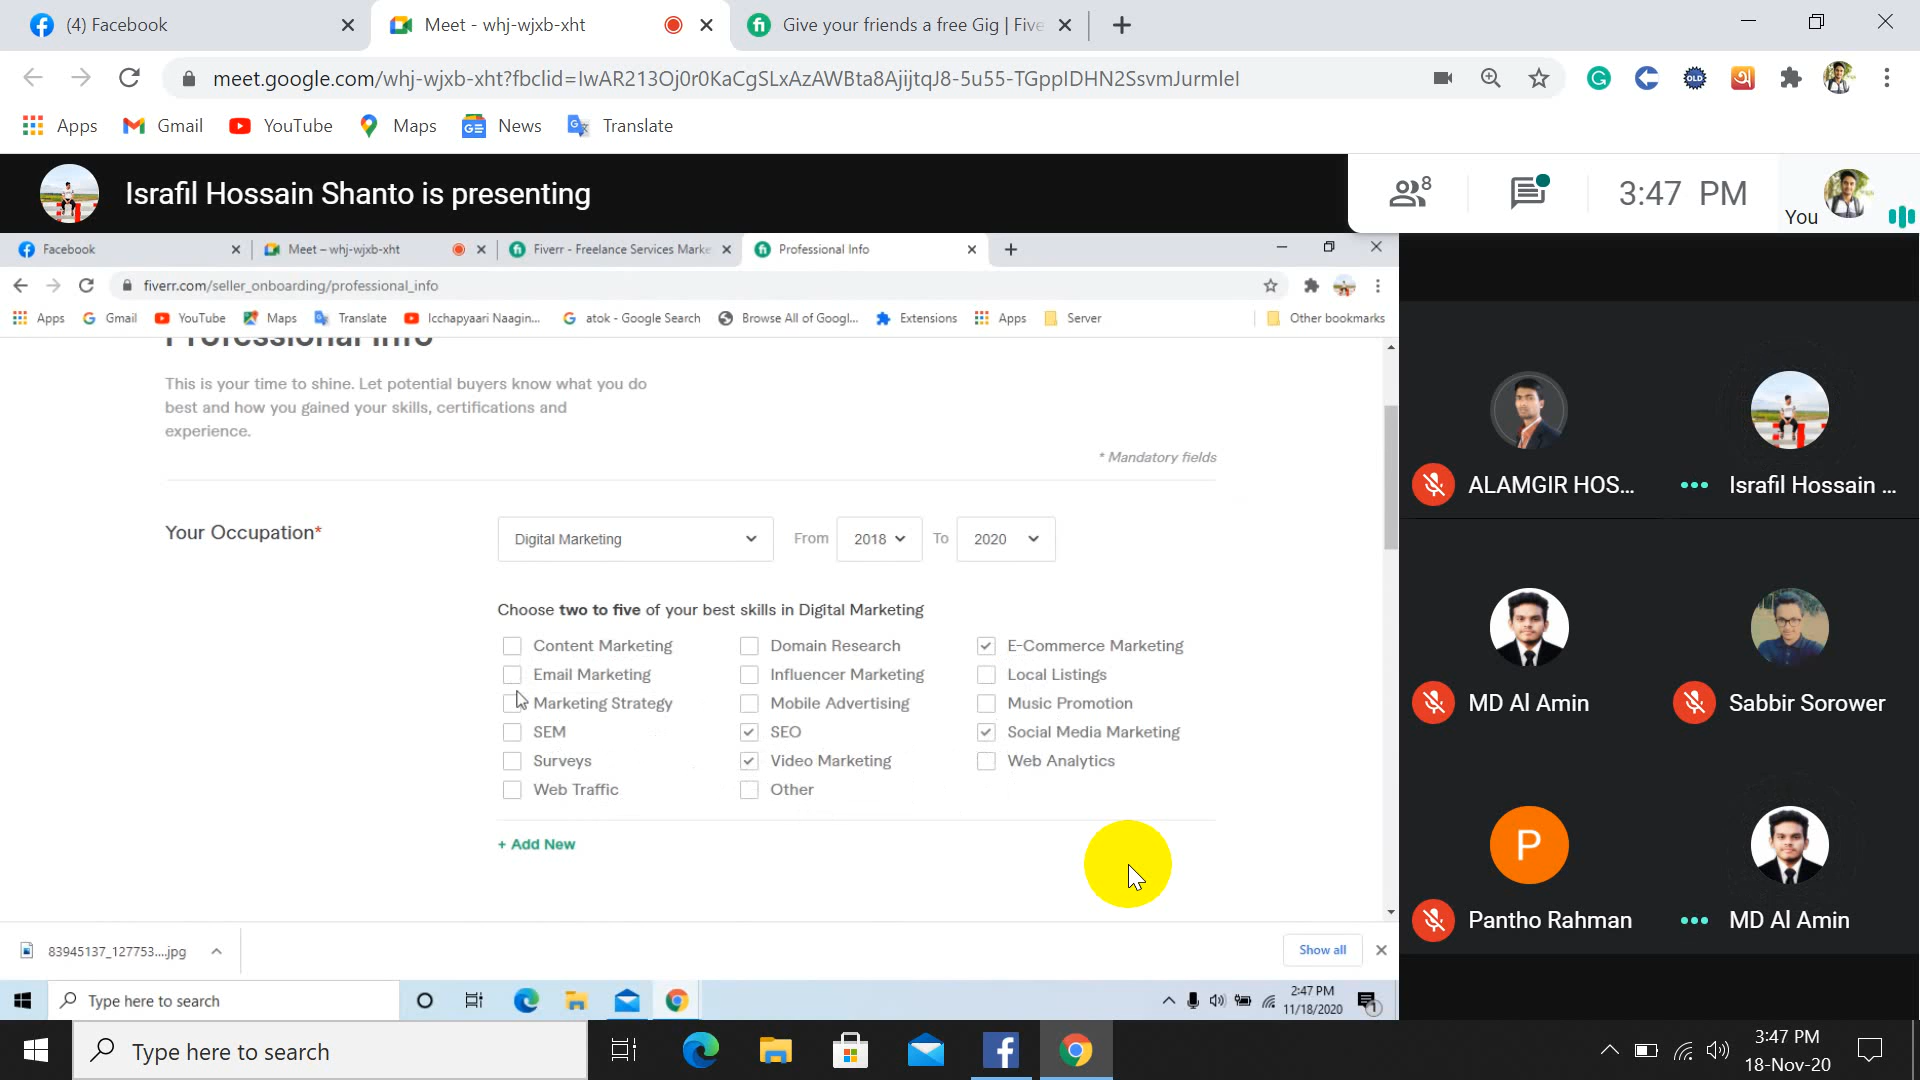 (4) Facebook
Meet - whj-wjxb-xht
Give your friends a free Gig | Five
meet.google.com/whj-wjxb-xht?fbclid=IwAR213Oj0r0KaCgSLxAzAWBta8AjijtqJ8-5u55-TGppIDHN2SsvmJurmleI
Apps
Gmail
YouTube
Maps
News
Translate
Israfil Hossain Shanto is presenting
8
3:47 PM
You
Facebook
Meet – whj-wjxb-xht
Fiverr - Freelance Services Marke
Professional Info
fiverr.com/seller_onboarding/professional_info
Apps
Gmail
YouTube
Maps
Translate
Icchapyaari Naagin...
atok - Google Search
Browse All of Googl...
Extensions
Apps
Server
Other bookmarks
Professional Info
This is your time to shine. Let potential buyers know what you do
best and how you gained your skills, certifications and
experience.
* Mandatory fields
Your Occupation*
Digital Marketing
From
2018
To
2020
Choose two to five of your best skills in Digital Marketing
Content Marketing
Domain Research
E-Commerce Marketing
Email Marketing
Influencer Marketing
Local Listings
Marketing Strategy
Mobile Advertising
Music Promotion
SEM
SEO
Social Media Marketing
Surveys
Video Marketing
Web Analytics
Web Traffic
Other
+ Add New
ALAMGIR HOS...
Israfil Hossain ...
MD Al Amin
Sabbir Sorower
P
Pantho Rahman
MD Al Amin
83945137_127753....jpg
Show all
Type here to search
2:47 PM
11/18/2020
1
Type here to search
3:47 PM
18-Nov-20